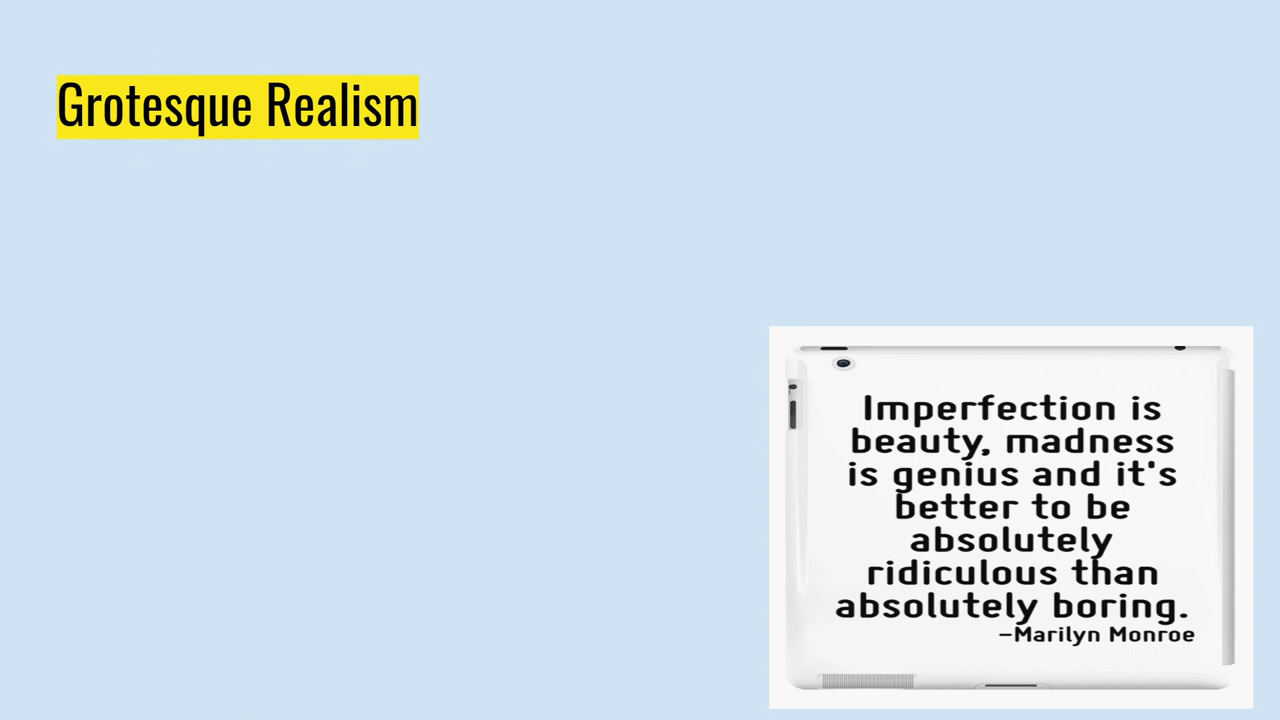 Grotesque Realism
Imperfection is
beauty, madness
is genius and it's
better to be
absolutely
ridiculous than
absolutely boring.
–Marilyn Monroe